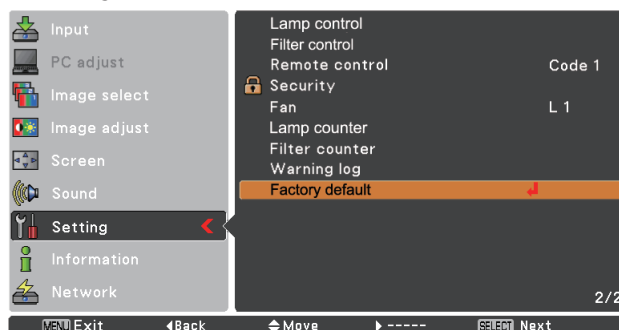 Input
PC adjust
Image select
Image adjust
Screen
Sound
Setting
Information
Network
Lamp control
Filter control
Remote control Code 1
Security
Fan L 1
Lamp counter
Filter counter
Warning log
Factory default
2/2
MENU Exit Back Move ----- SELECT Next